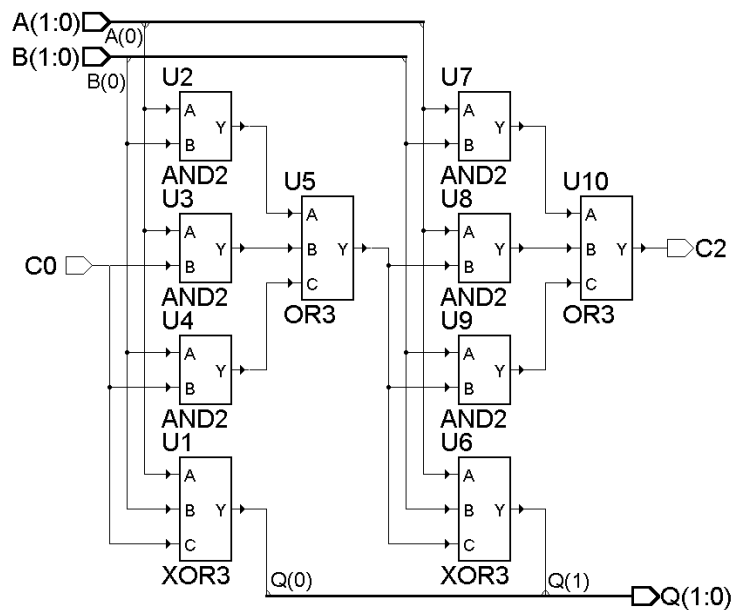 A(1:0)
A(0)
B(1:0)
B(0)
U2
A
B
Y
AND2
U3
A
B
Y
AND2
U4
A
B
Y
AND2
U1
A
B
C
Y
XOR3
U5
A
B
C
Y
OR3
C0
U7
A
B
Y
AND2
U8
A
B
Y
AND2
U9
A
B
Y
AND2
U6
A
B
C
Y
XOR3
U10
A
B
C
Y
OR3
C2
Q(0)
Q(1)
Q(1:0)